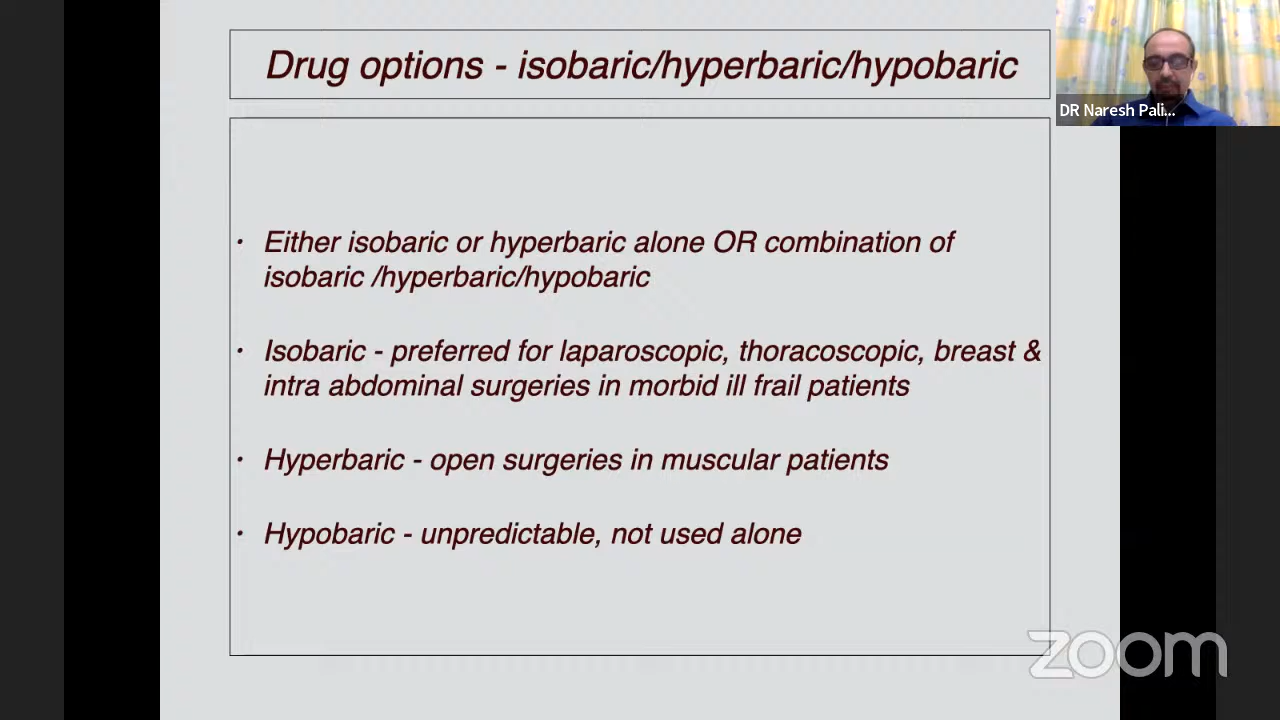 Drug options - isobaric/hyperbaric/hypobaric
DR Naresh Pali...
• Either isobaric or hyperbaric alone OR combination of
isobaric /hyperbaric/hypobaric
• Isobaric - preferred for laparoscopic, thoracoscopic, breast &
intra abdominal surgeries in morbid ill frail patients
• Hyperbaric - open surgeries in muscular patients
• Hypobaric - unpredictable, not used alone
zoom